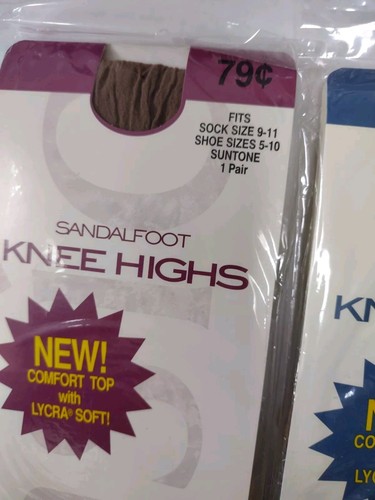 79¢
FITS
SOCK SIZE 9-11
SHOE SIZES 5-10
SUNTONE
1 Pair
SANDALFOOT
KNEE HIGHS
NEW!
COMFORT TOP
with
LYCRA® SOFT!
KN
N
CO
LYC